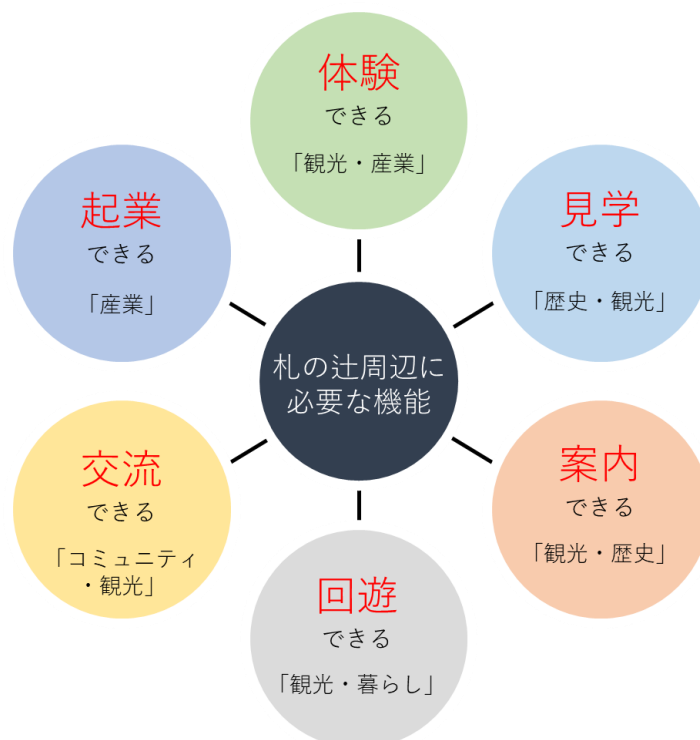 体験
できる
「観光・産業」
起業
できる
「産業」
見学
できる
「歴史・観光」
札の辻周辺に
必要な機能
交流
できる
「コミュニティ
・観光」
案内
できる
「観光・歴史」
回遊
できる
「観光・暮らし」